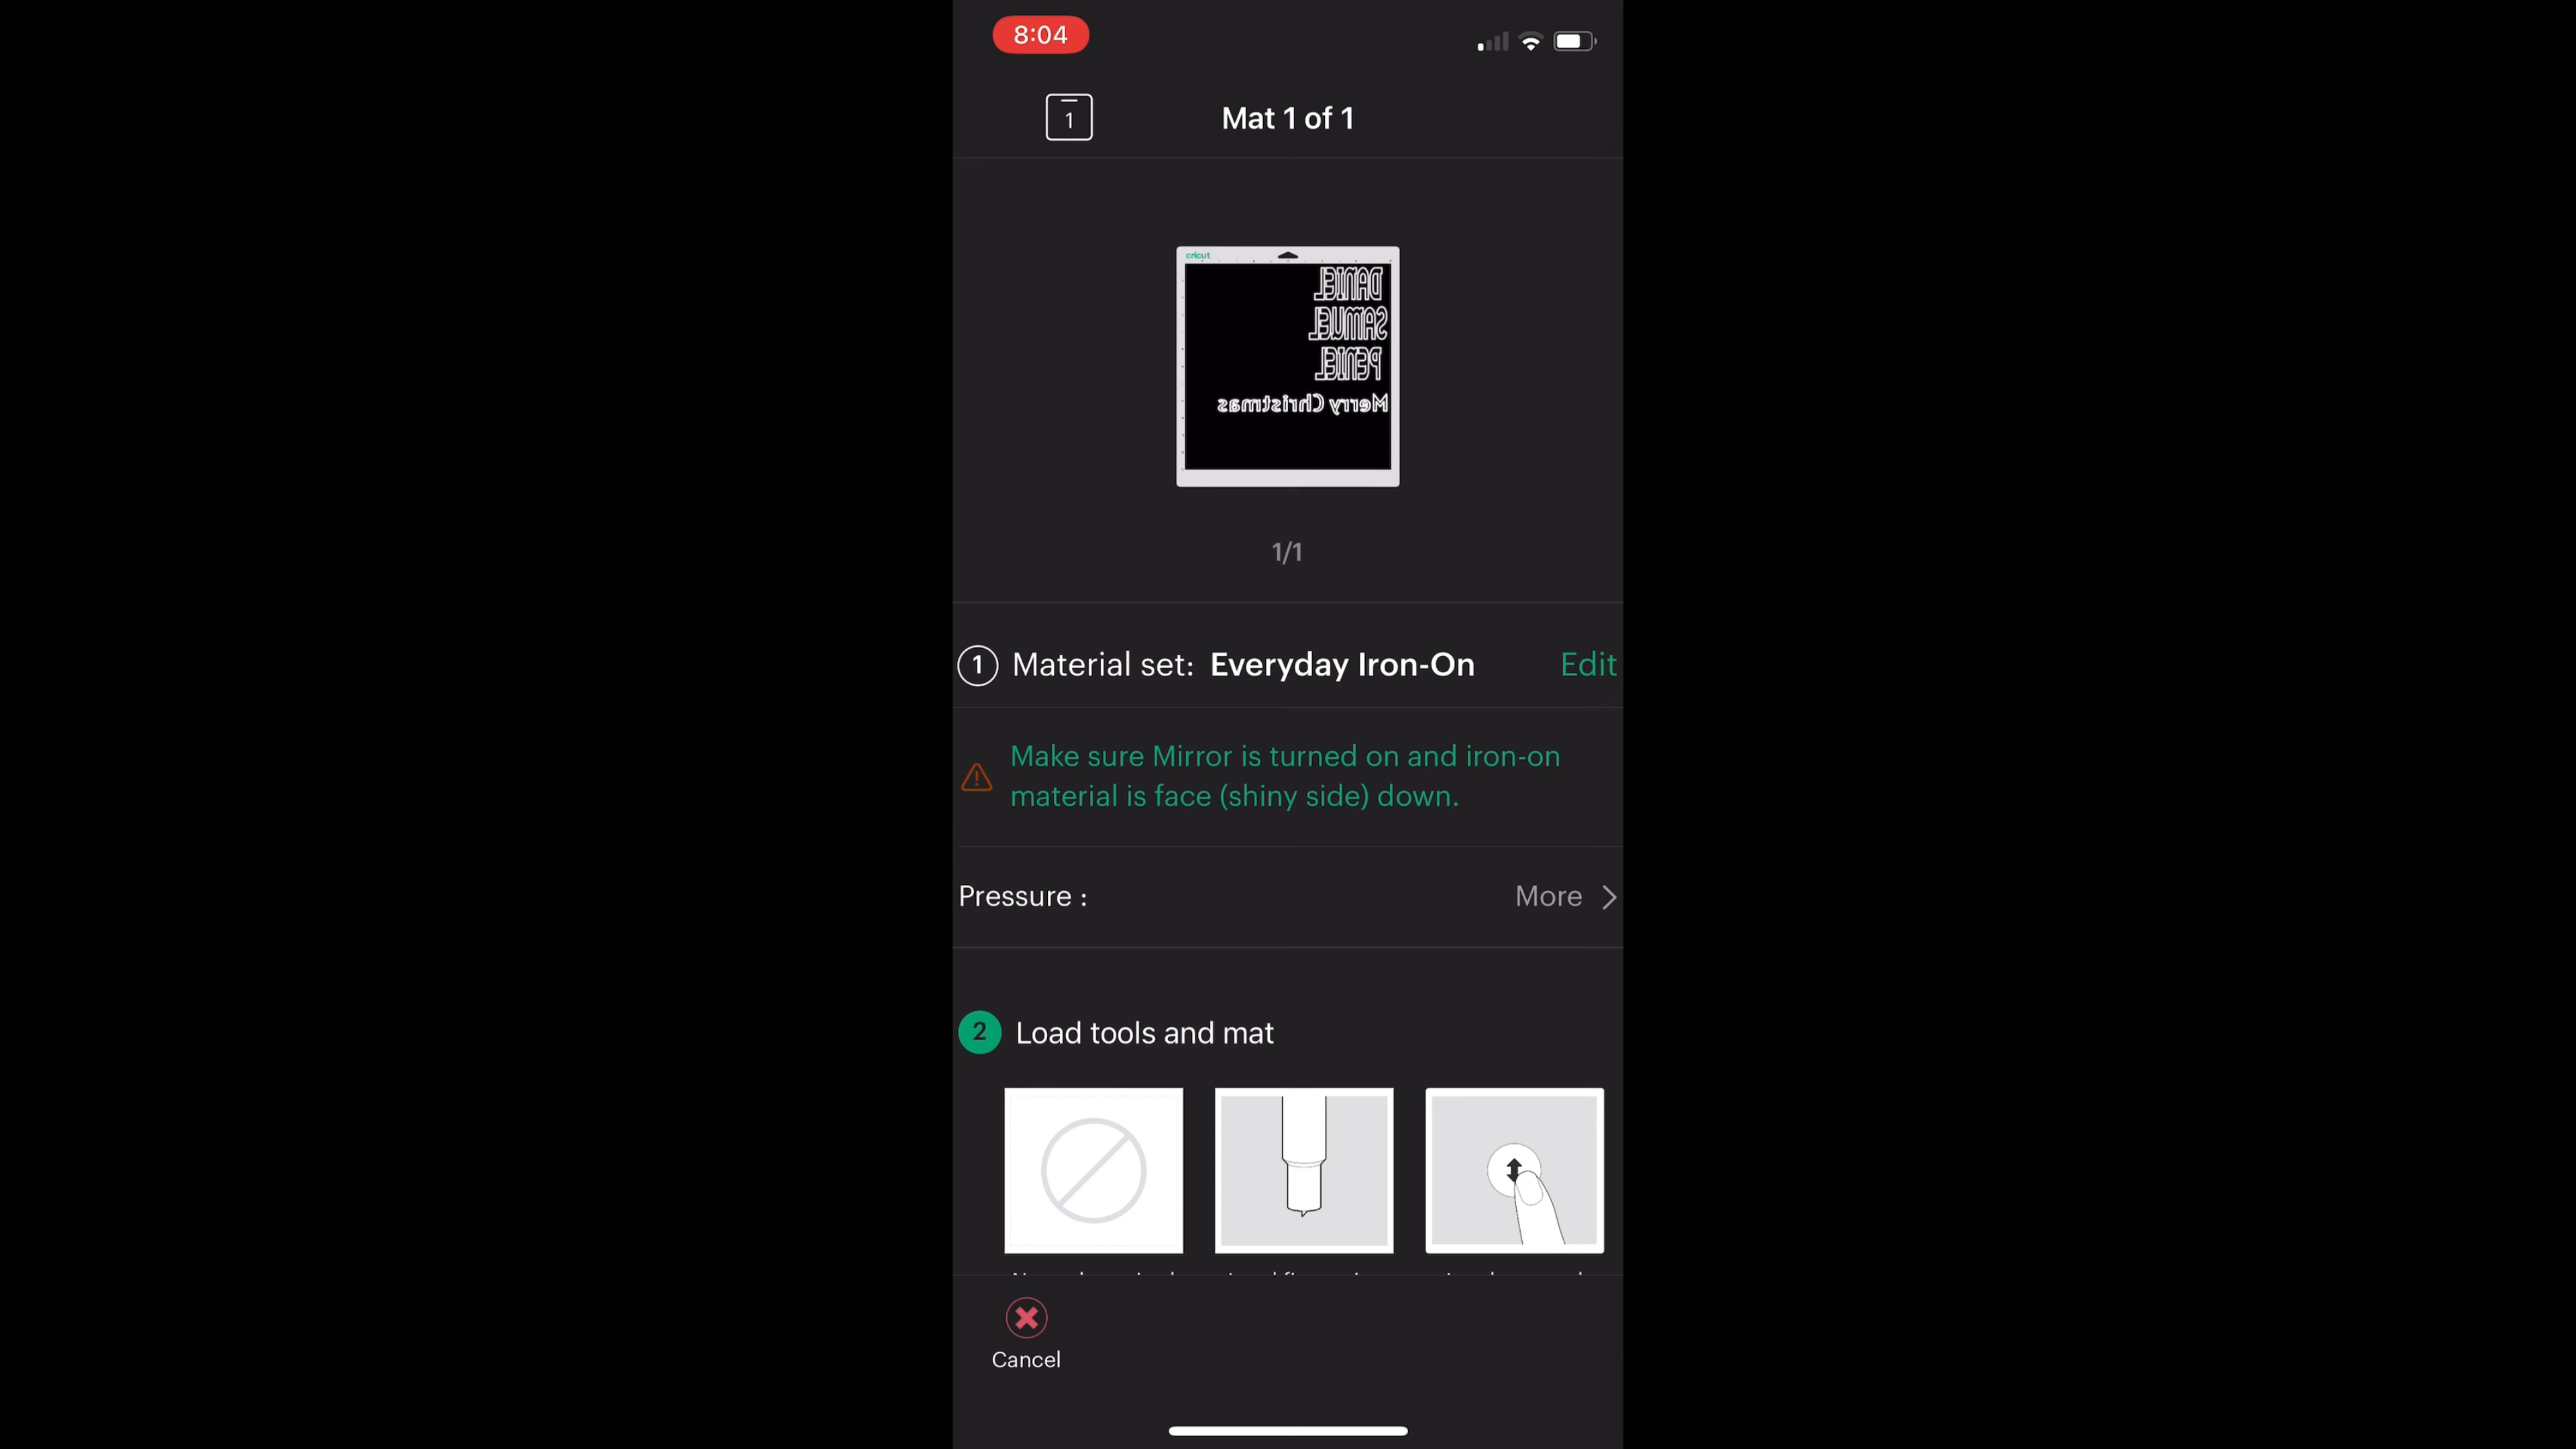 8:04
1
Mat 1 of 1
cricut
DANIEL
SAMUEL
PENIEL
Merry Christmas
1/1
1 Material set: Everyday Iron-On Edit
Make sure Mirror is turned on and iron-on
material is face (shiny side) down.
Pressure : More
2 Load tools and mat
Cancel